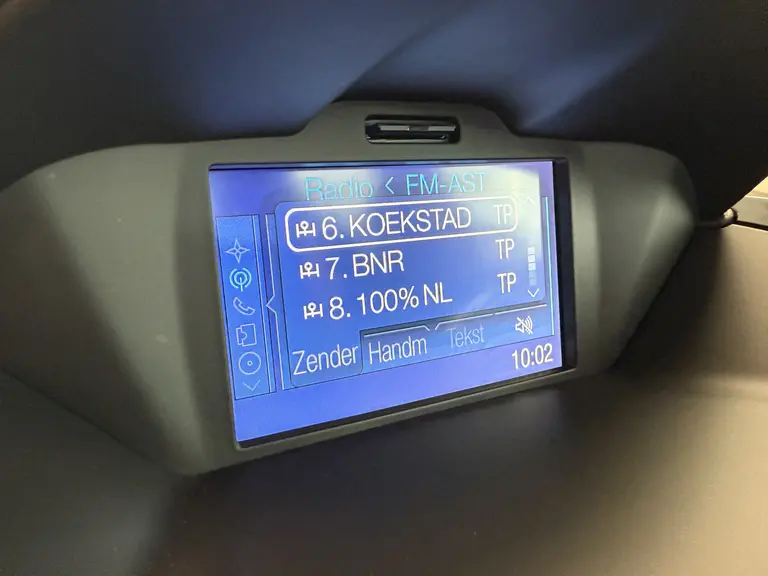 Radio < FM-AST
6. KOEKSTAD TP
7. BNR TP
8. 100% NL TP
Zender Handm Tekst
10:02